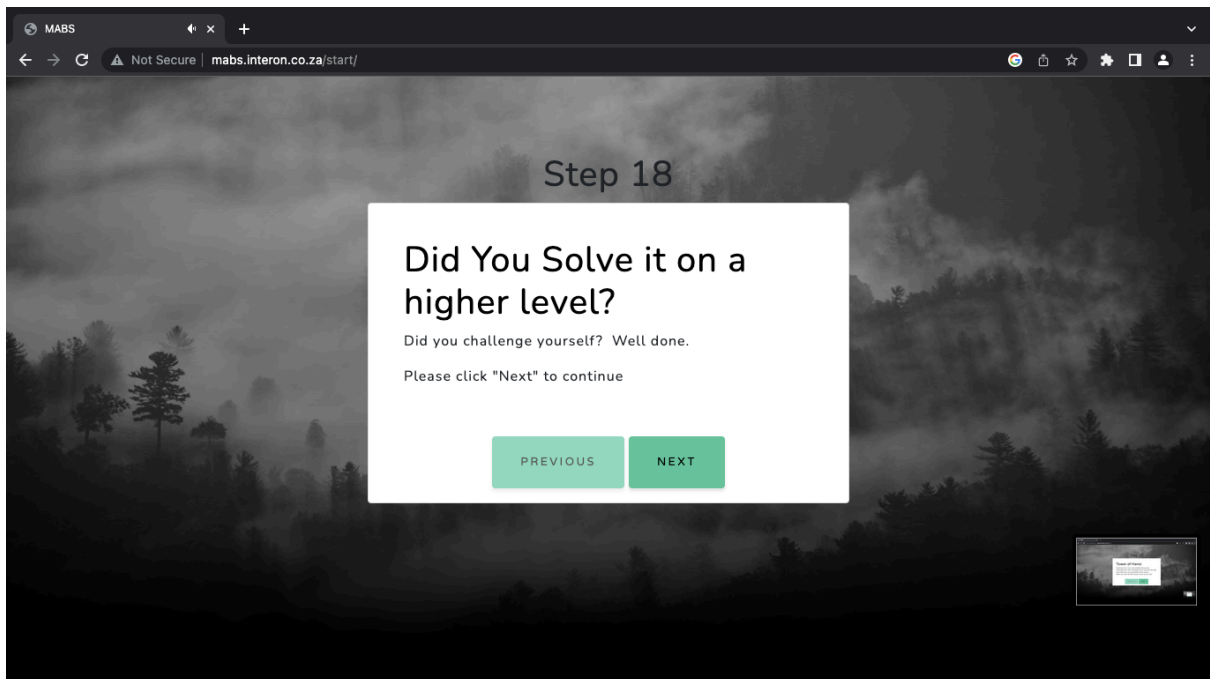 MABS
Not Secure | mabs.interon.co.za/start/
Step 18
Did You Solve it on a
higher level?
Did you challenge yourself?  Well done.
Please click "Next" to continue
PREVIOUS NEXT